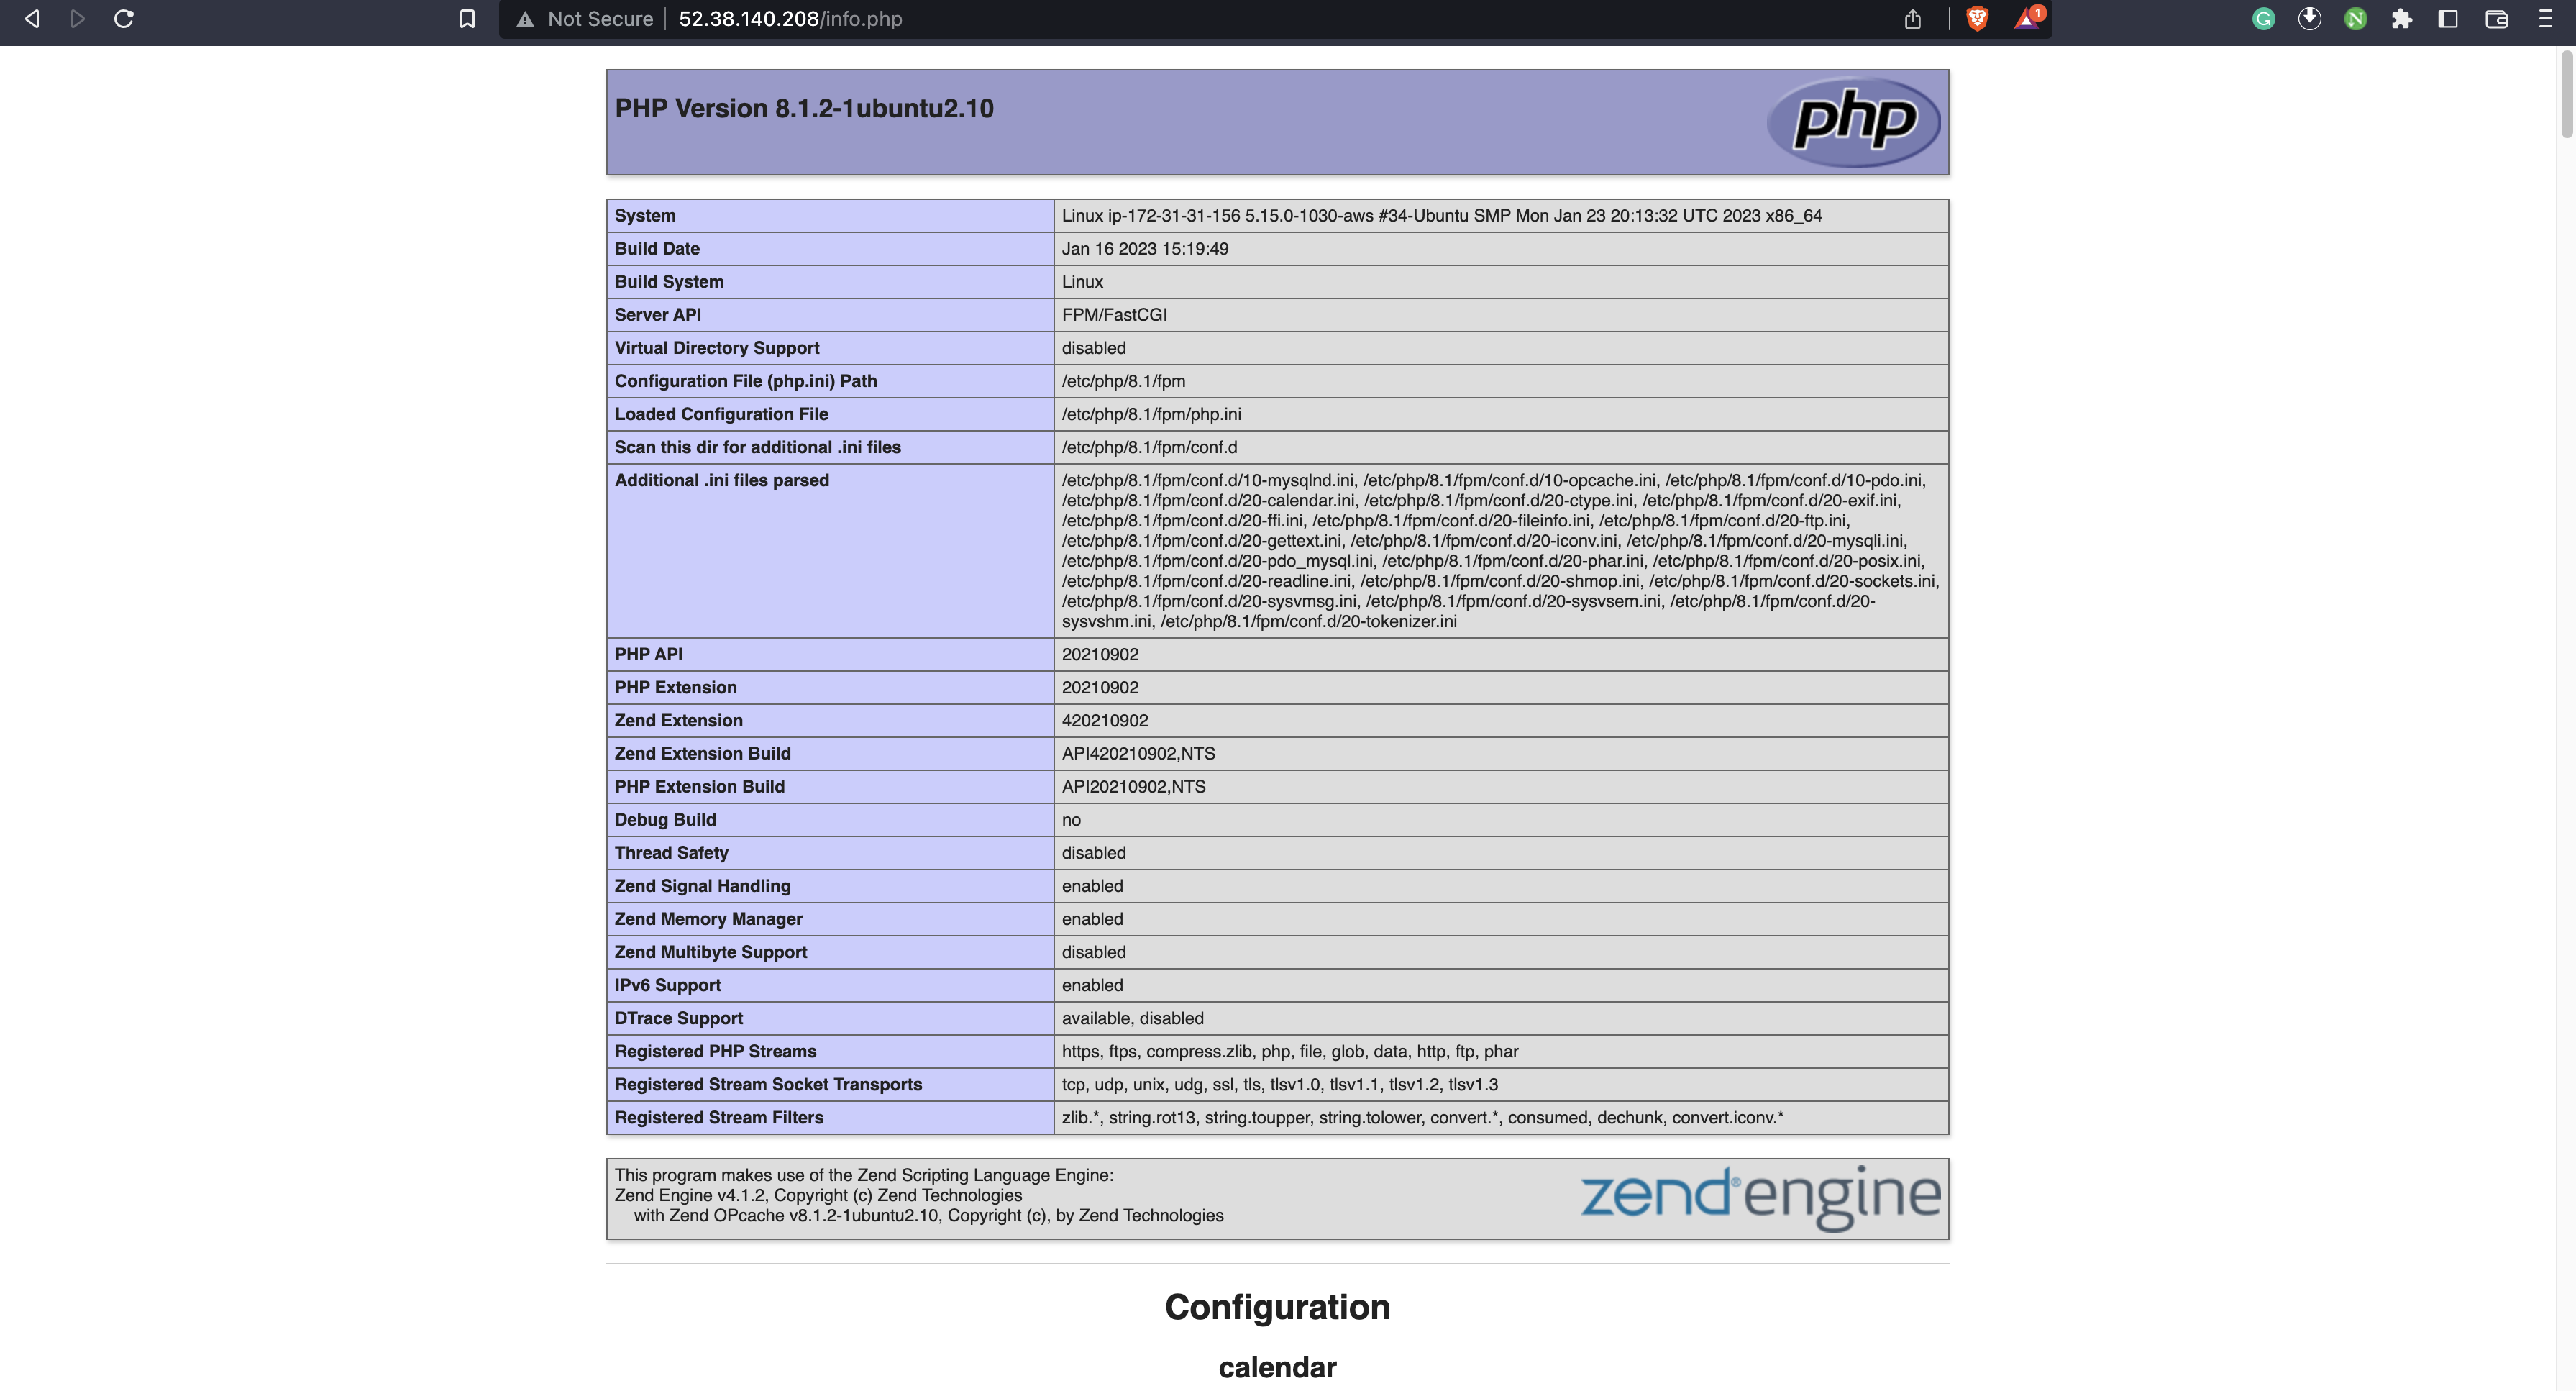 Not Secure 52.38.140.208/info.php
1
PHP Version 8.1.2-1ubuntu2.10
php
System Linux ip-172-31-31-156 5.15.0-1030-aws #34-Ubuntu SMP Mon Jan 23 20:13:32 UTC 2023 x86_64
Build Date Jan 16 2023 15:19:49
Build System Linux
Server API FPM/FastCGI
Virtual Directory Support disabled
Configuration File (php.ini) Path /etc/php/8.1/fpm
Loaded Configuration File /etc/php/8.1/fpm/php.ini
Scan this dir for additional .ini files /etc/php/8.1/fpm/conf.d
Additional .ini files parsed /etc/php/8.1/fpm/conf.d/10-mysqlnd.ini, /etc/php/8.1/fpm/conf.d/10-opcache.ini, /etc/php/8.1/fpm/conf.d/10-pdo.ini,
/etc/php/8.1/fpm/conf.d/20-calendar.ini, /etc/php/8.1/fpm/conf.d/20-ctype.ini, /etc/php/8.1/fpm/conf.d/20-exif.ini,
/etc/php/8.1/fpm/conf.d/20-ffi.ini, /etc/php/8.1/fpm/conf.d/20-fileinfo.ini, /etc/php/8.1/fpm/conf.d/20-ftp.ini,
/etc/php/8.1/fpm/conf.d/20-gettext.ini, /etc/php/8.1/fpm/conf.d/20-iconv.ini, /etc/php/8.1/fpm/conf.d/20-mysqli.ini,
/etc/php/8.1/fpm/conf.d/20-pdo_mysql.ini, /etc/php/8.1/fpm/conf.d/20-phar.ini, /etc/php/8.1/fpm/conf.d/20-posix.ini,
/etc/php/8.1/fpm/conf.d/20-readline.ini, /etc/php/8.1/fpm/conf.d/20-shmop.ini, /etc/php/8.1/fpm/conf.d/20-sockets.ini,
/etc/php/8.1/fpm/conf.d/20-sysvmsg.ini, /etc/php/8.1/fpm/conf.d/20-sysvsem.ini, /etc/php/8.1/fpm/conf.d/20-
sysvshm.ini, /etc/php/8.1/fpm/conf.d/20-tokenizer.ini
PHP API 20210902
PHP Extension 20210902
Zend Extension 420210902
Zend Extension Build API420210902,NTS
PHP Extension Build API20210902,NTS
Debug Build no
Thread Safety disabled
Zend Signal Handling enabled
Zend Memory Manager enabled
Zend Multibyte Support disabled
IPv6 Support enabled
DTrace Support available, disabled
Registered PHP Streams https, ftps, compress.zlib, php, file, glob, data, http, ftp, phar
Registered Stream Socket Transports tcp, udp, unix, udg, ssl, tls, tlsv1.0, tlsv1.1, tlsv1.2, tlsv1.3
Registered Stream Filters zlib.*, string.rot13, string.toupper, string.tolower, convert.*, consumed, dechunk, convert.iconv.*
This program makes use of the Zend Scripting Language Engine:
Zend Engine v4.1.2, Copyright (c) Zend Technologies
with Zend OPcache v8.1.2-1ubuntu2.10, Copyright (c), by Zend Technologies
zend® engine
Configuration
calendar